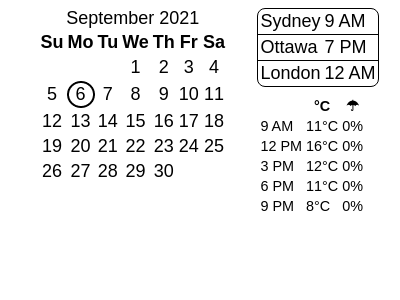 September 2021
Su Mo Tu We Th Fr Sa
1 2 3 4
5 6 7 8 9 10 11
12 13 14 15 16 17 18
19 20 21 22 23 24 25
26 27 28 29 30
Sydney 9 AM
Ottawa 7 PM
London 12 AM
°C ☂
9 AM 11°C 0%
12 PM 16°C 0%
3 PM 12°C 0%
6 PM 11°C 0%
9 PM 8°C 0%